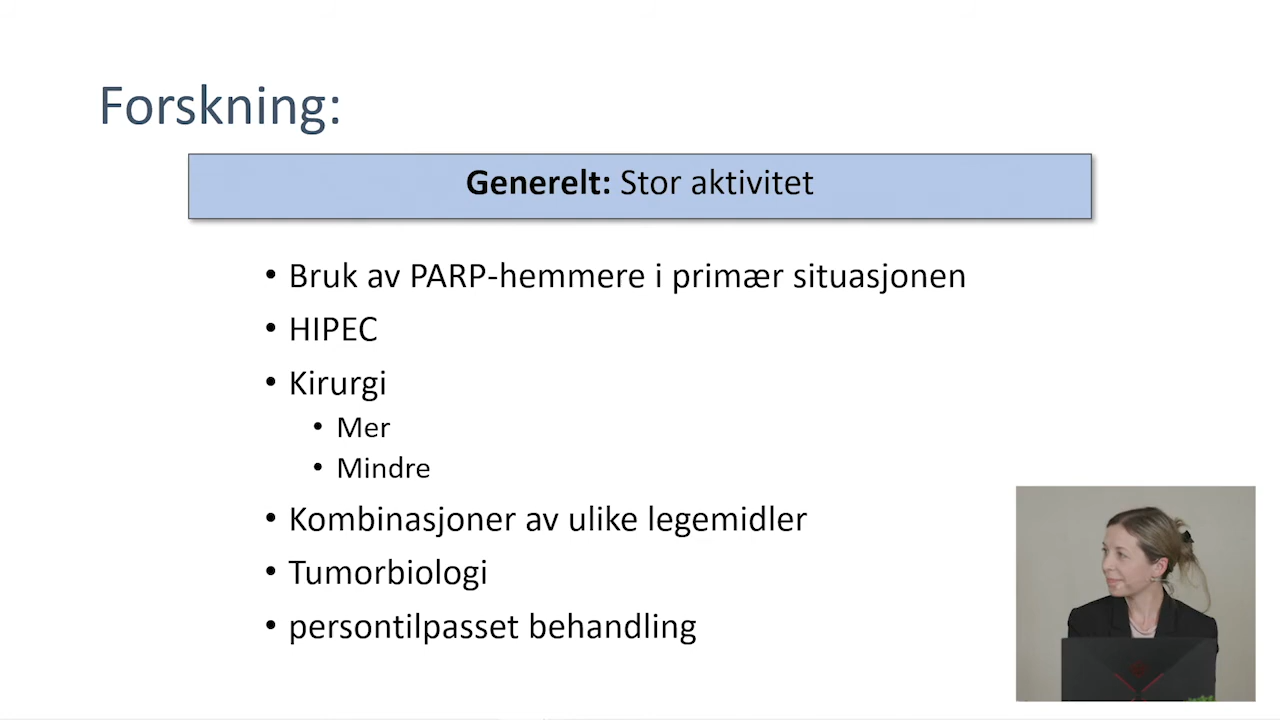 Forskning:
Generelt: Stor aktivitet
• Bruk av PARP-hemmere i primær situasjonen
• HIPEC
• Kirurgi
• Mer
• Mindre
• Kombinasjoner av ulike legemidler
• Tumorbiologi
• persontilpasset behandling